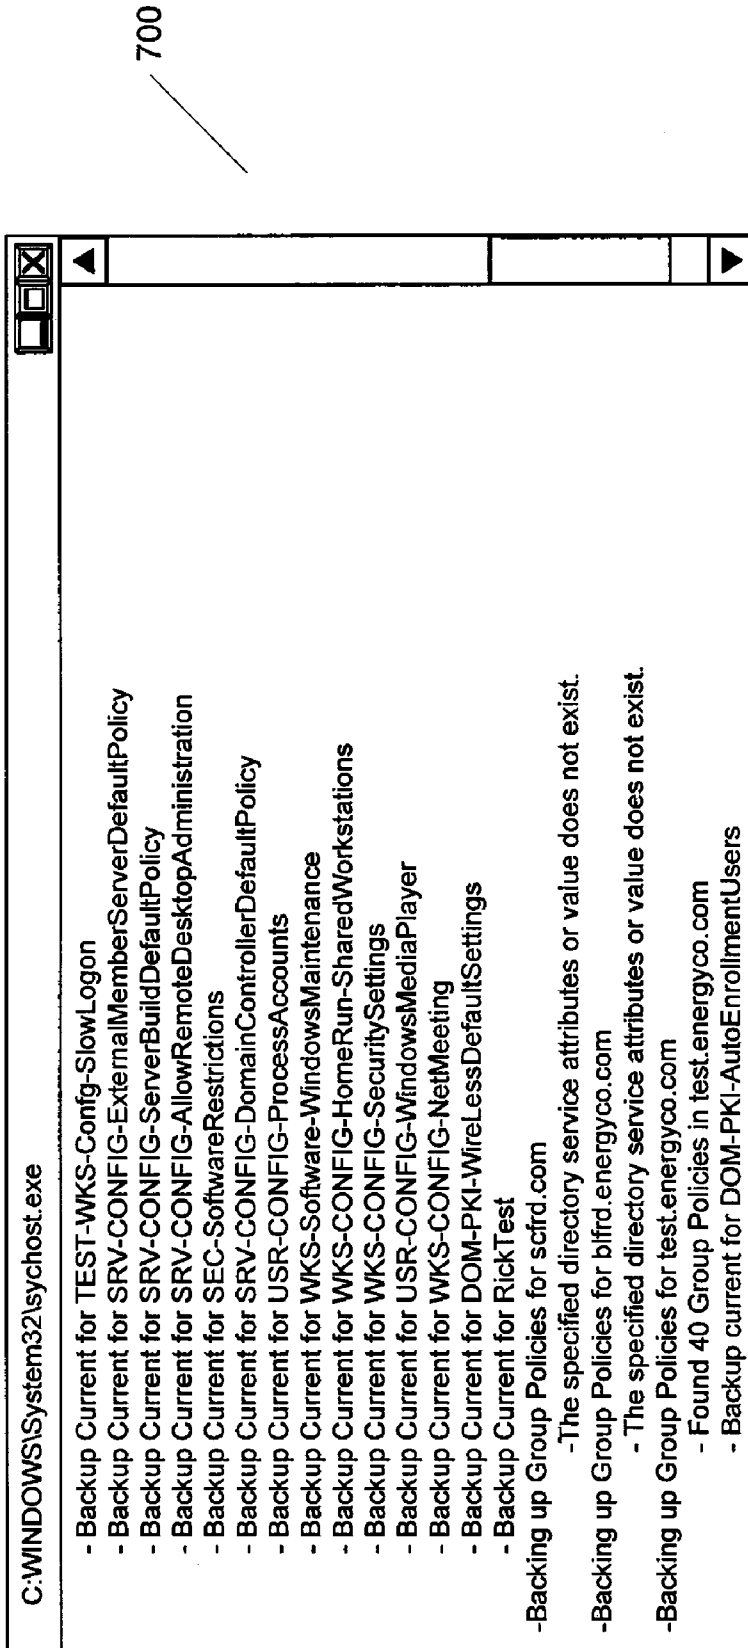 700
C:\WINDOWS\System32\sychost.exe
- Backup Current for TEST-WKS-Confg-SlowLogon
- Backup Current for SRV-CONFIG-ExternalMemberServerDefaultPolicy
- Backup Current for SRV-CONFIG-ServerBuildDefaultPolicy
- Backup Current for SRV-CONFIG-AllowRemoteDesktopAdministration
- Backup Current for SEC-SoftwareRestrictions
- Backup Current for SRV-CONFIG-DomainControllerDefaultPolicy
- Backup Current for USR-CONFIG-ProcessAccounts
- Backup Current for WKS-Software-WindowsMaintenance
- Backup Current for WKS-CONFIG-HomeRun-SharedWorkstations
- Backup Current for WKS-CONFIG-SecuritySettings
- Backup Current for USR-CONFIG-WindowsMediaPlayer
- Backup Current for WKS-CONFIG-NetMeeting
- Backup Current for DOM-PKI-WireLessDefaultSettings
- Backup Current for RickTest
-Backing up Group Policies for scfrd.com
-The specified directory service attributes or value does not exist.
-Backing up Group Policies for blfrd.energyco.com
- The specified directory service attributes or value does not exist.
-Backing up Group Policies for test.energyco.com
- Found 40 Group Policies in test.energyco.com
- Backup current for DOM-PKI-AutoEnrollmentUsers